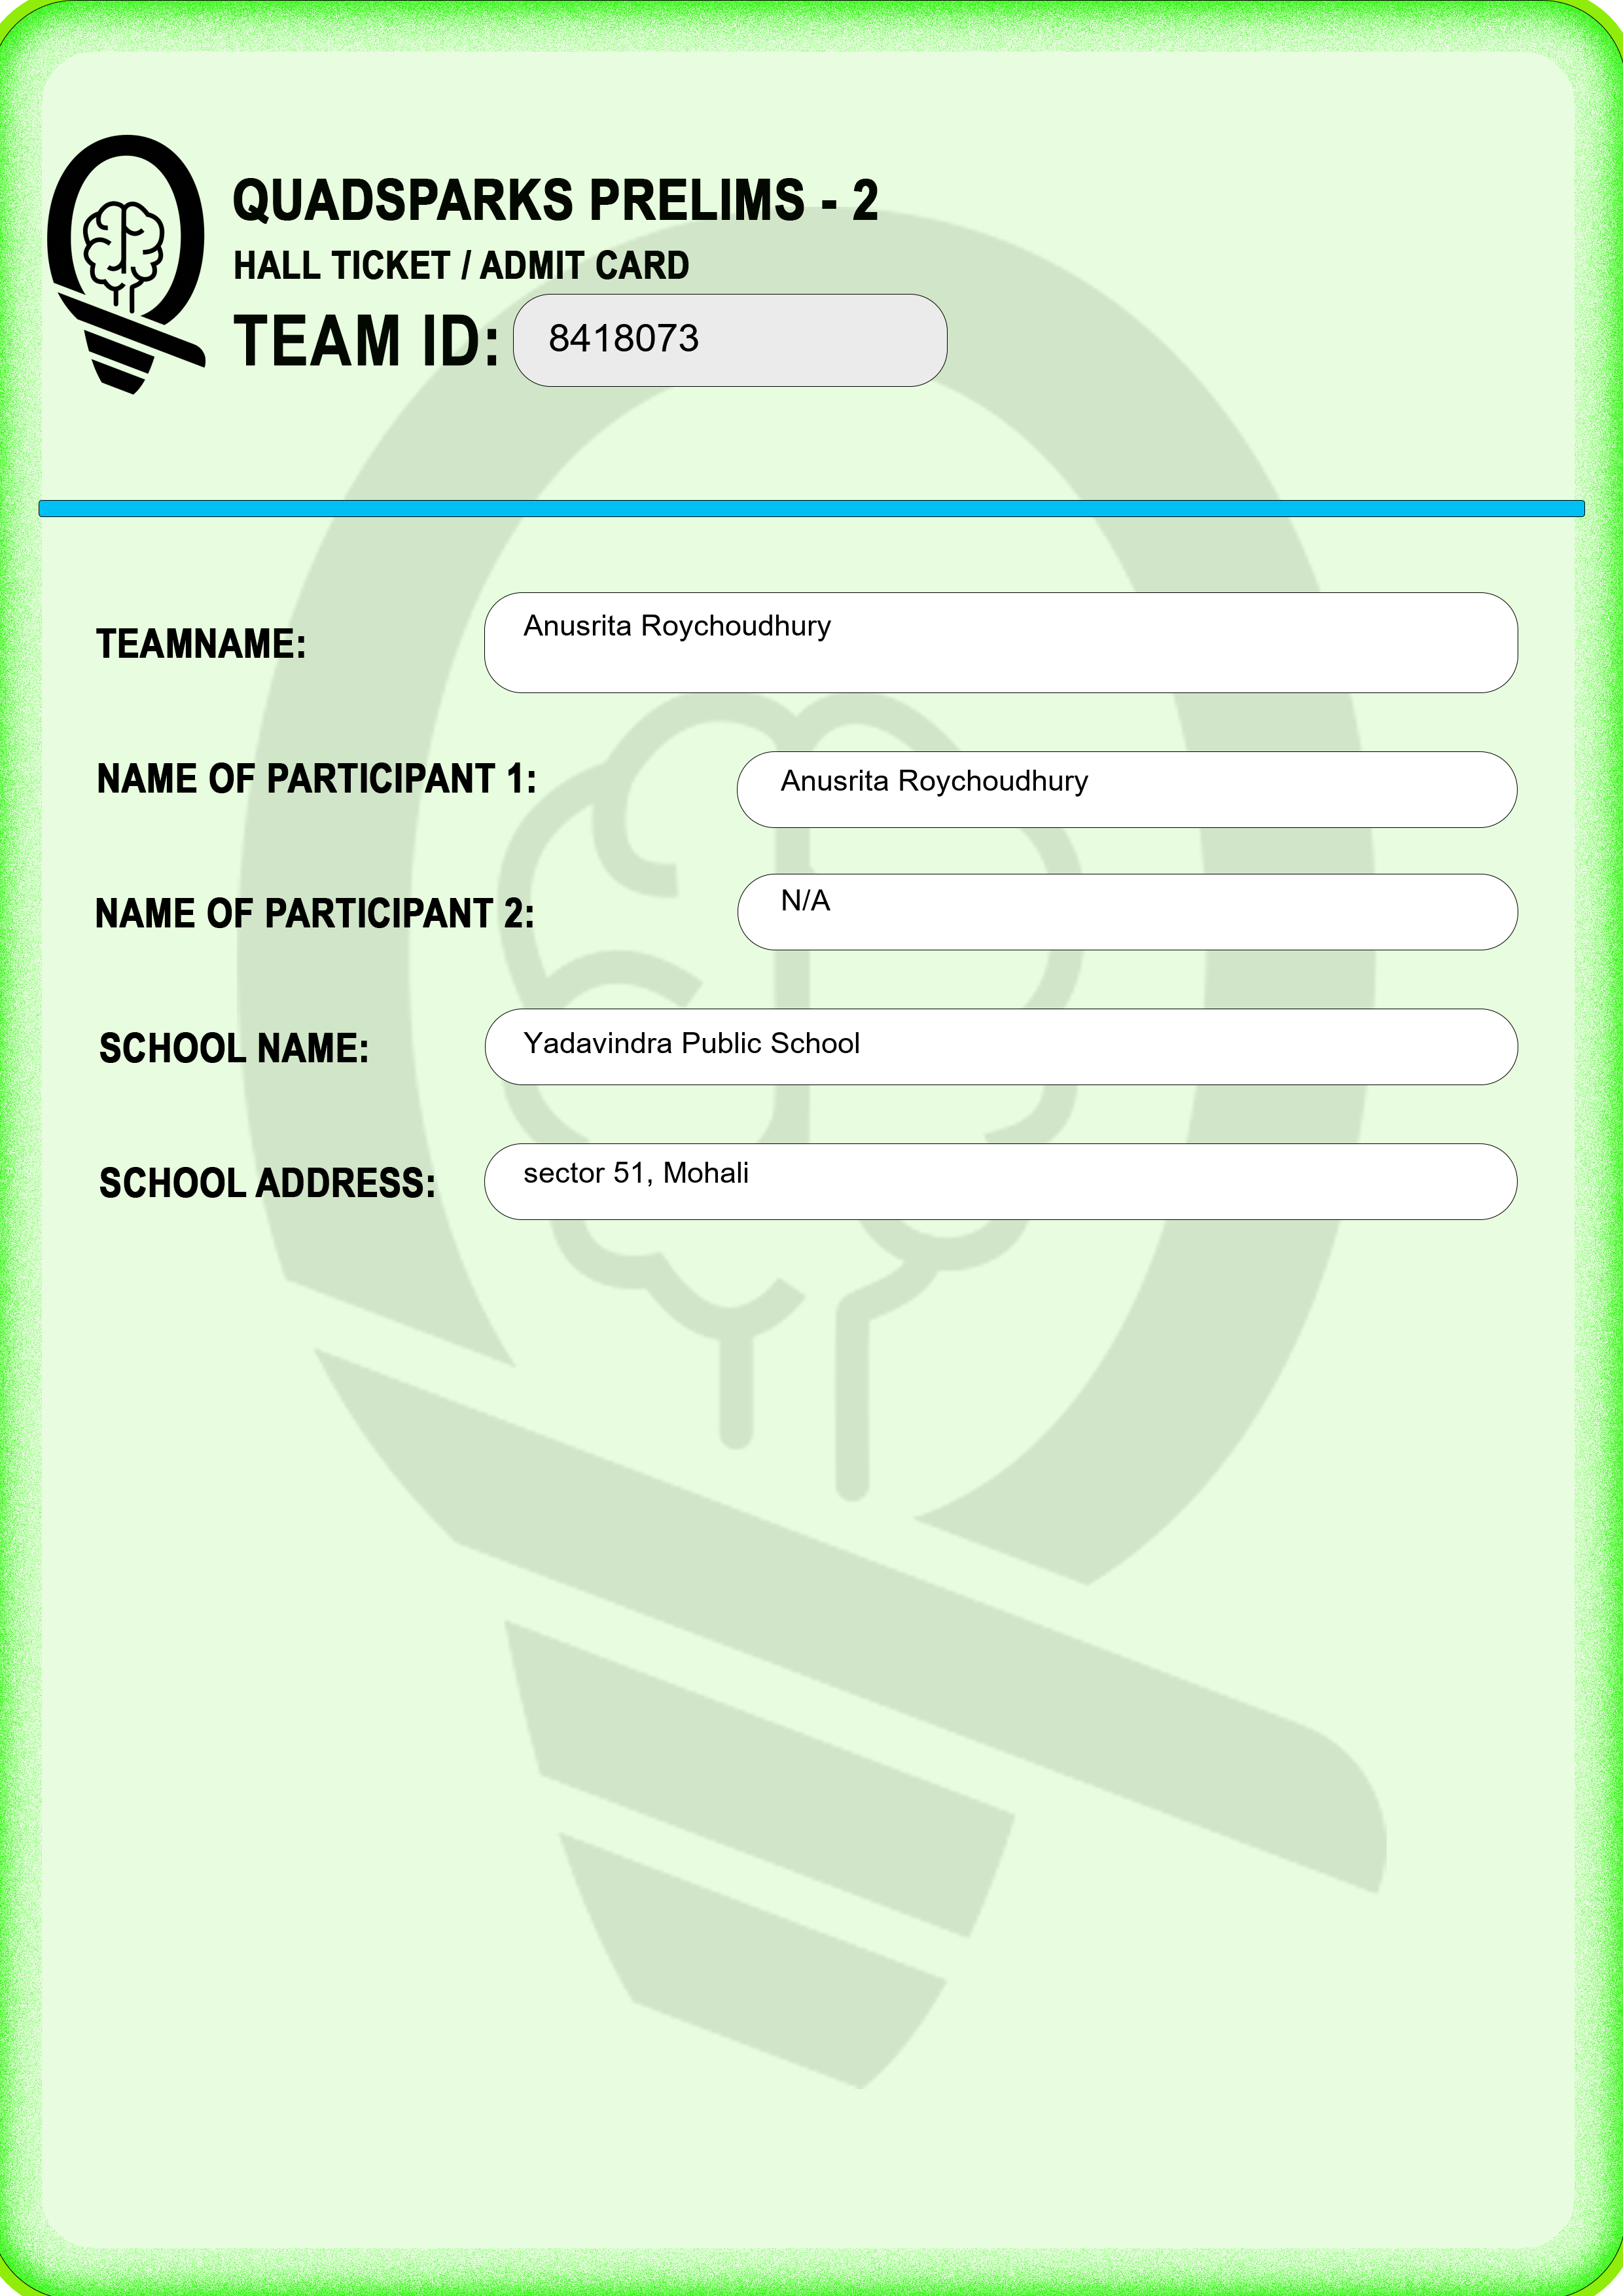 QUADSPARKS PRELIMS - 2
HALL TICKET / ADMIT CARD
TEAM ID: 8418073
TEAMNAME: Anusrita Roychoudhury
NAME OF PARTICIPANT 1: Anusrita Roychoudhury
NAME OF PARTICIPANT 2: N/A
SCHOOL NAME: Yadavindra Public School
SCHOOL ADDRESS: sector 51, Mohali